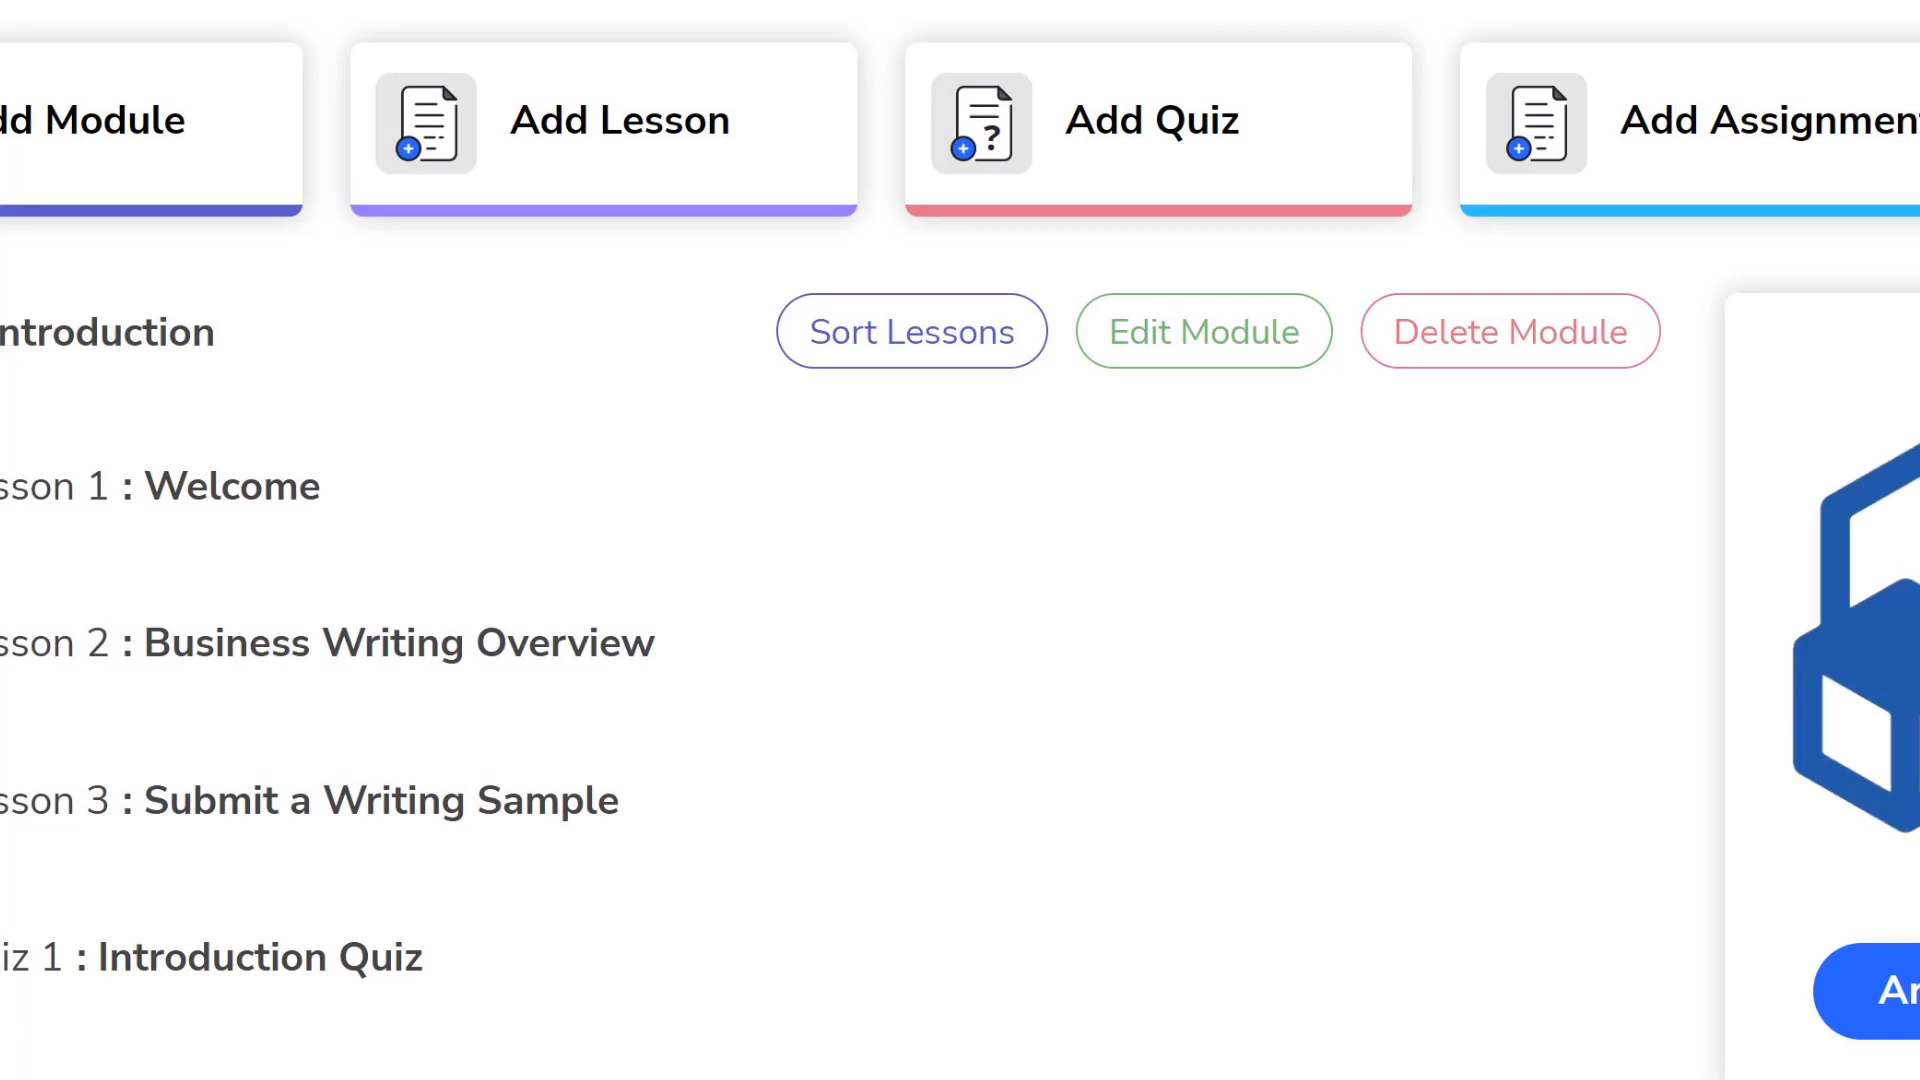 dd Module
Add Lesson
Add Quiz
Add Assignmen
ntroduction
Sort Lessons
Edit Module
Delete Module
sson 1 : Welcome
sson 2 : Business Writing Overview
sson 3 : Submit a Writing Sample
iz 1 : Introduction Quiz
Ar